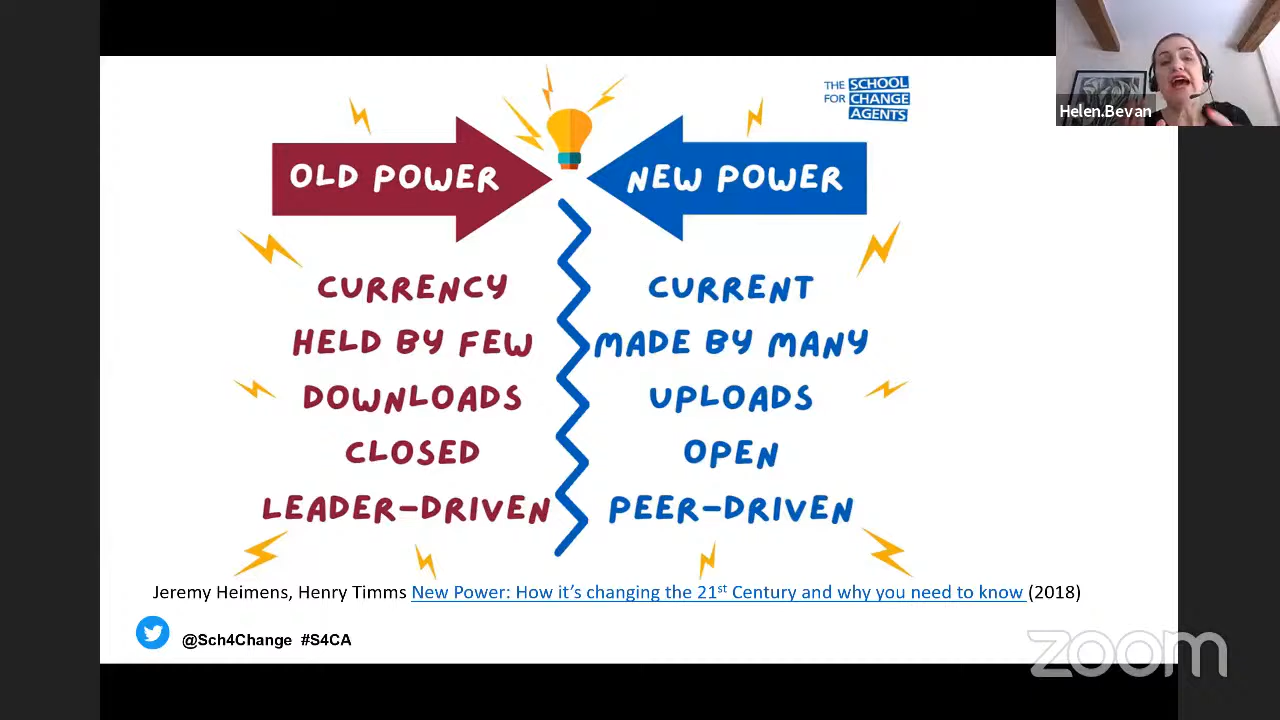 THE SCHOOL
FOR CHANGE
AGENTS
Helen.Bevan
OLD POWER
NEW POWER
CURRENCY
CURRENT
HELD BY FEW
MADE BY MANY
DOWNLOADS
UPLOADS
CLOSED
OPEN
LEADER-DRIVEN
PEER-DRIVEN
Jeremy Heimens, Henry Timms New Power: How it's changing the 21st Century and why you need to know (2018)
@Sch4Change #S4CA
zoom